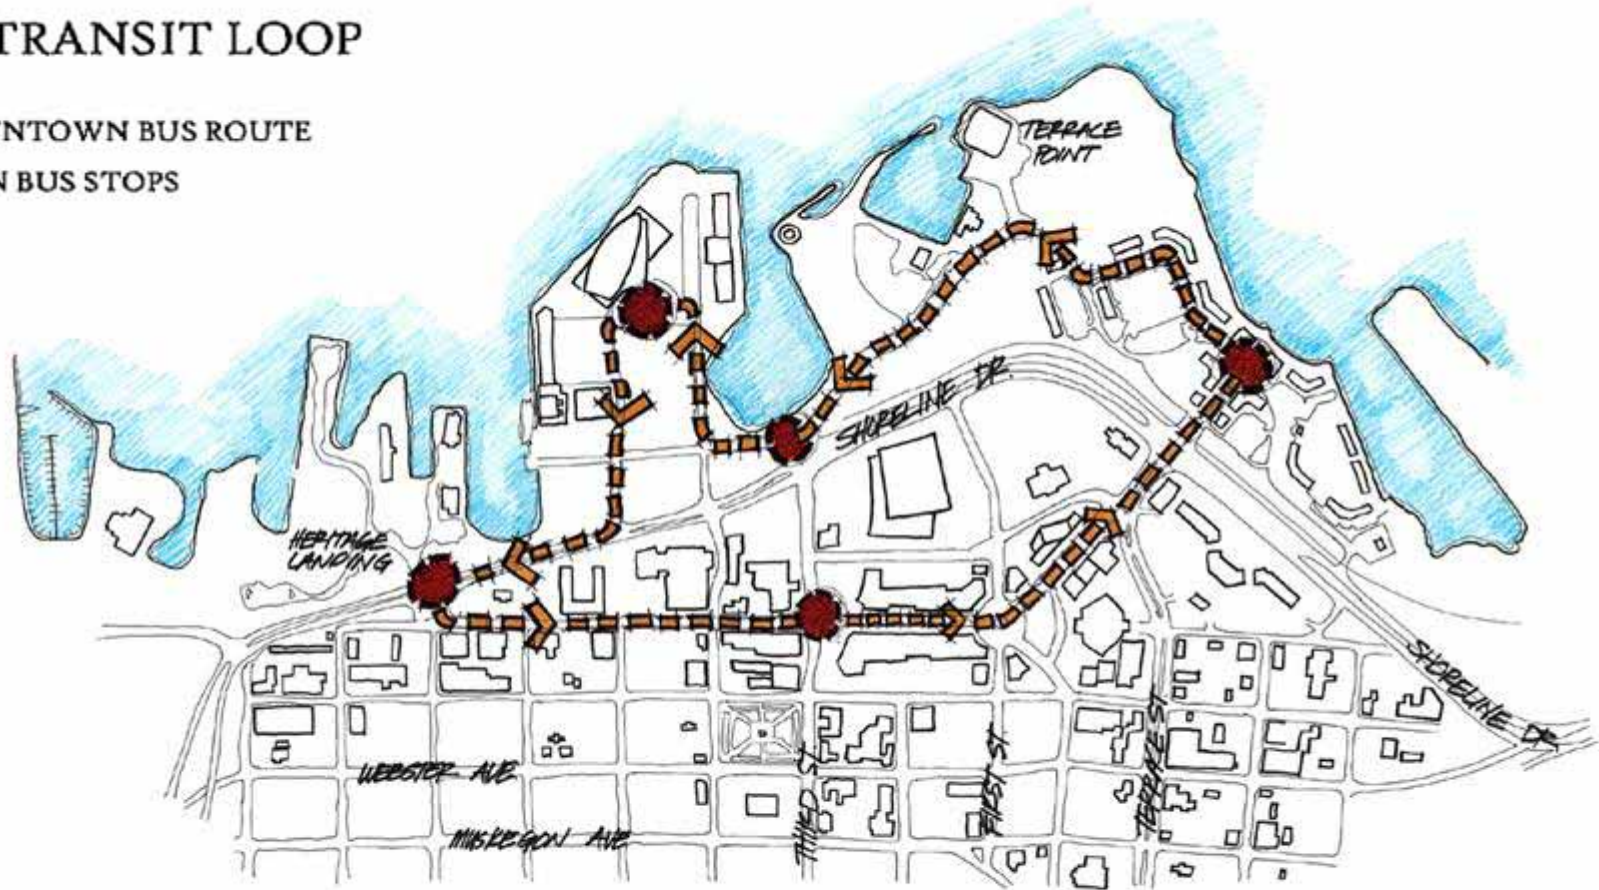 TRANSIT LOOP
NTOWN BUS ROUTE
N BUS STOPS
TERRACE
POINT
SHORELINE DR
HERITAGE
LANDING
SHORELINE DR
WEBSTER AVE
THIRD ST
FIRST ST
TERRACE ST
MUSKEGON AVE